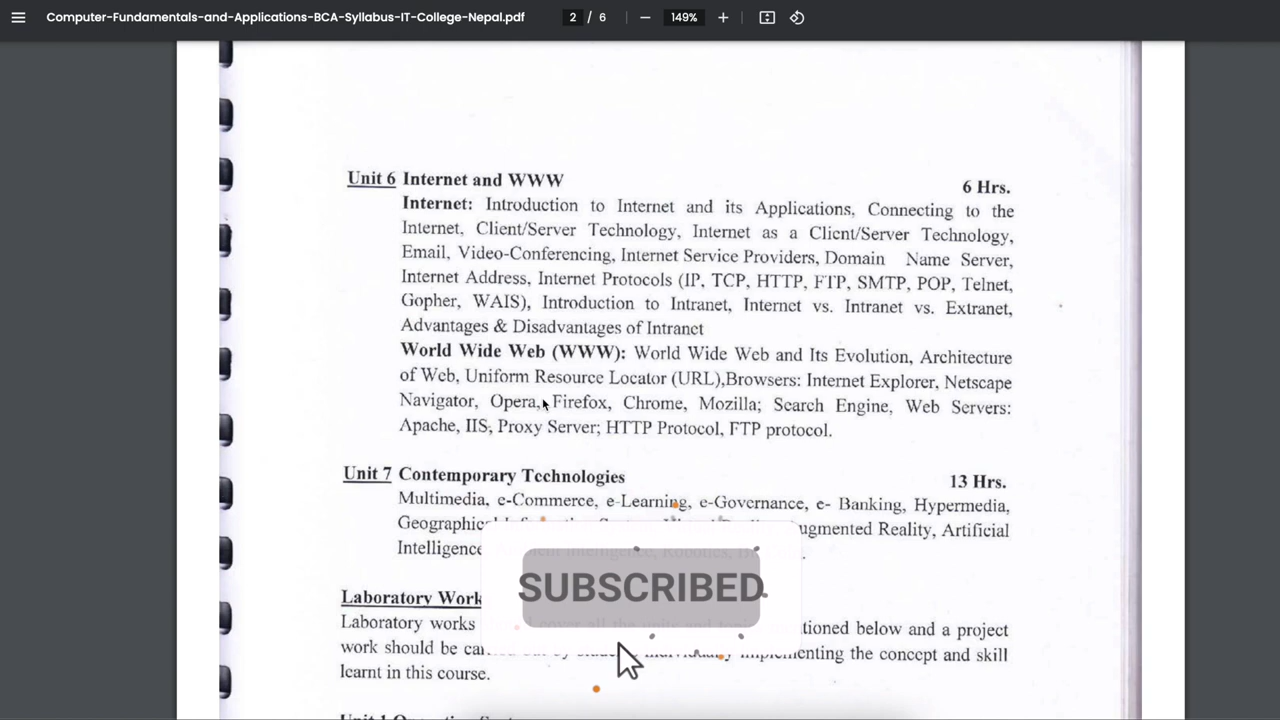 Computer-Fundamentals-and-Applications-BCA-Syllabus-IT-College-Nepal.pdf
2 / 6
149%
Unit 6 Internet and WWW 6 Hrs.
Internet: Introduction to Internet and its Applications, Connecting to the
Internet, Client/Server Technology, Internet as a Client/Server Technology,
Email, Video-Conferencing, Internet Service Providers, Domain Name Server,
Internet Address, Internet Protocols (IP, TCP, HTTP, FTP, SMTP, POP, Telnet,
Gopher, WAIS), Introduction to Intranet, Internet vs. Intranet vs. Extranet,
Advantages & Disadvantages of Intranet
World Wide Web (WWW): World Wide Web and Its Evolution, Architecture
of Web, Uniform Resource Locator (URL),Browsers: Internet Explorer, Netscape
Navigator, Opera, Firefox, Chrome, Mozilla; Search Engine, Web Servers:
Apache, IIS, Proxy Server; HTTP Protocol, FTP protocol.
Unit 7 Contemporary Technologies 13 Hrs.
Multimedia, e-Commerce, e-Learning, e-Governance, e- Banking, Hypermedia,
Geographical ugmented Reality, Artificial
Intelligence
SUBSCRIBED
Laboratory Work
Laboratory works tioned below and a project
work should be implementing the concept and skill
learnt in this course.